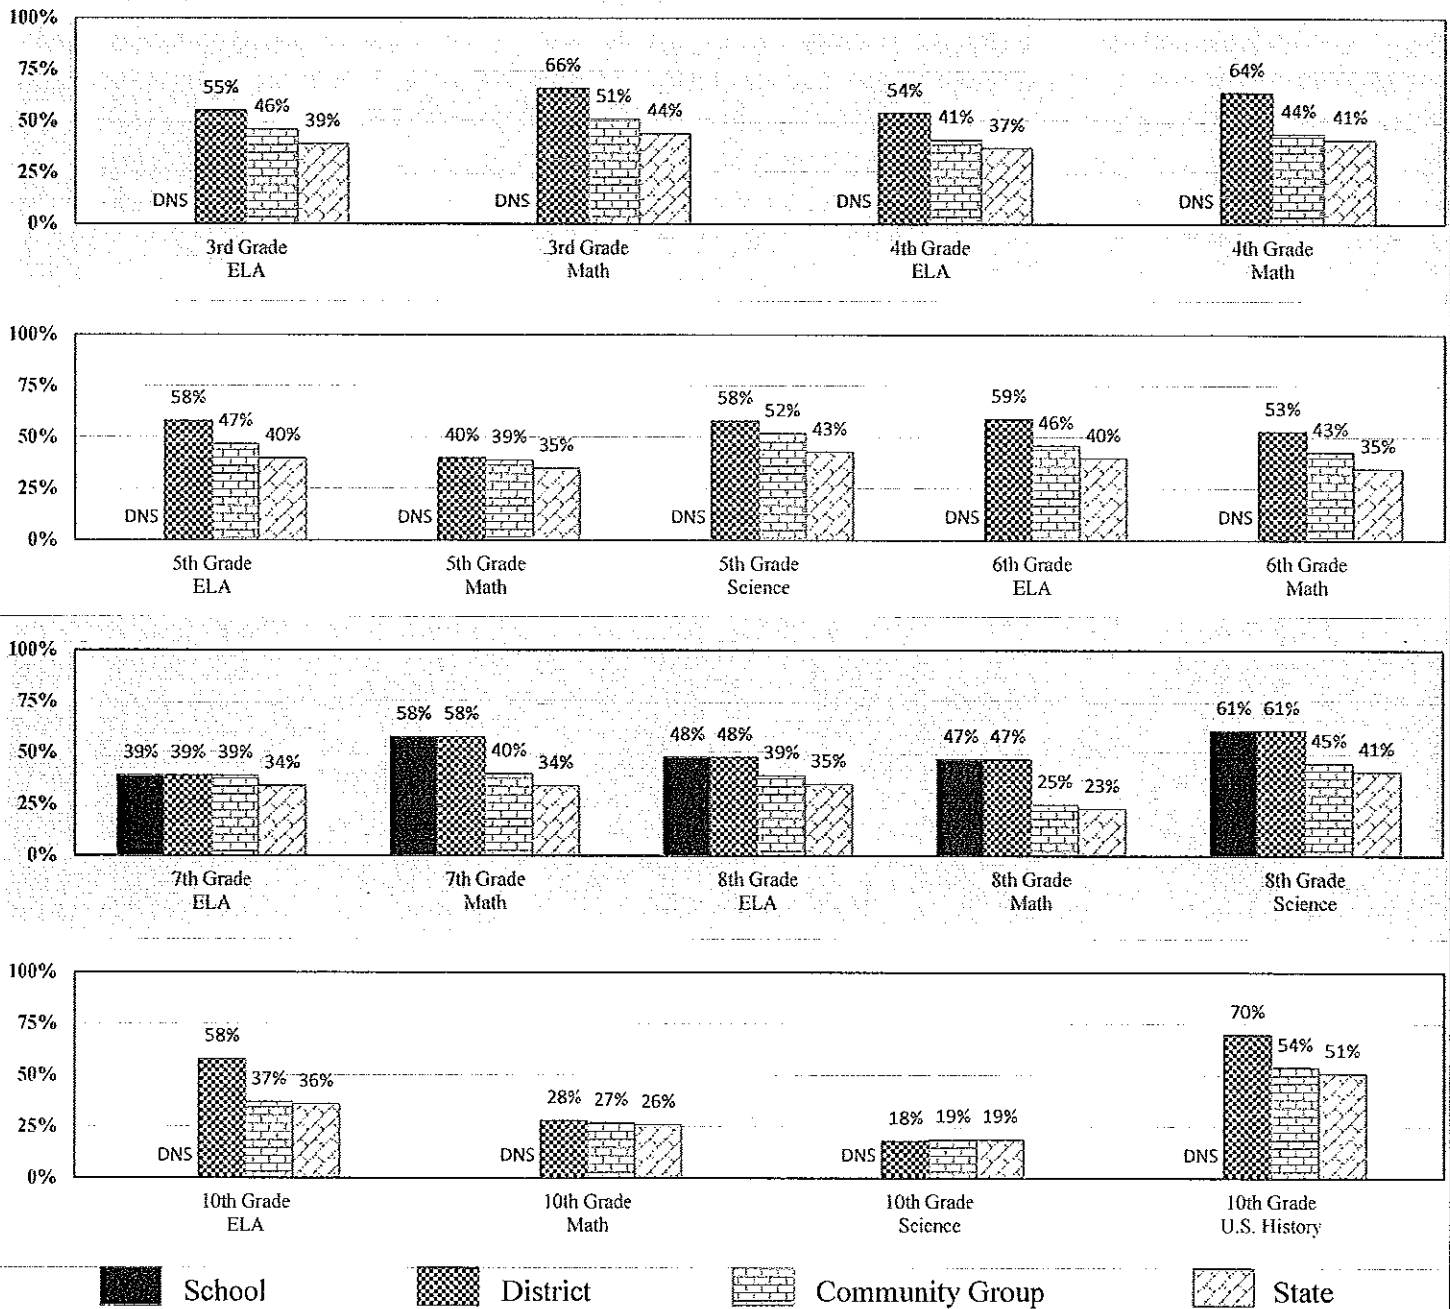 100%
75%
50%
25%
0%
DNS 55% 46% 39%
DNS 66% 51% 44%
DNS 54% 41% 37%
DNS 64% 44% 41%
3rd Grade
ELA
3rd Grade
Math
4th Grade
ELA
4th Grade
Math
100%
75%
50%
25%
0%
DNS 58% 47% 40%
DNS 40% 39% 35%
DNS 58% 52% 43%
DNS 59% 46% 40%
DNS 53% 43% 35%
5th Grade
ELA
5th Grade
Math
5th Grade
Science
6th Grade
ELA
6th Grade
Math
100%
75%
50%
25%
0%
39% 39% 39% 34%
58% 58% 40% 34%
48% 48% 39% 35%
47% 47% 25% 23%
61% 61% 45% 41%
7th Grade
ELA
7th Grade
Math
8th Grade
ELA
8th Grade
Math
8th Grade
Science
100%
75%
50%
25%
0%
DNS 58% 37% 36%
DNS 28% 27% 26%
DNS 18% 19% 19%
DNS 70% 54% 51%
10th Grade
ELA
10th Grade
Math
10th Grade
Science
10th Grade
U.S. History
School District Community Group State